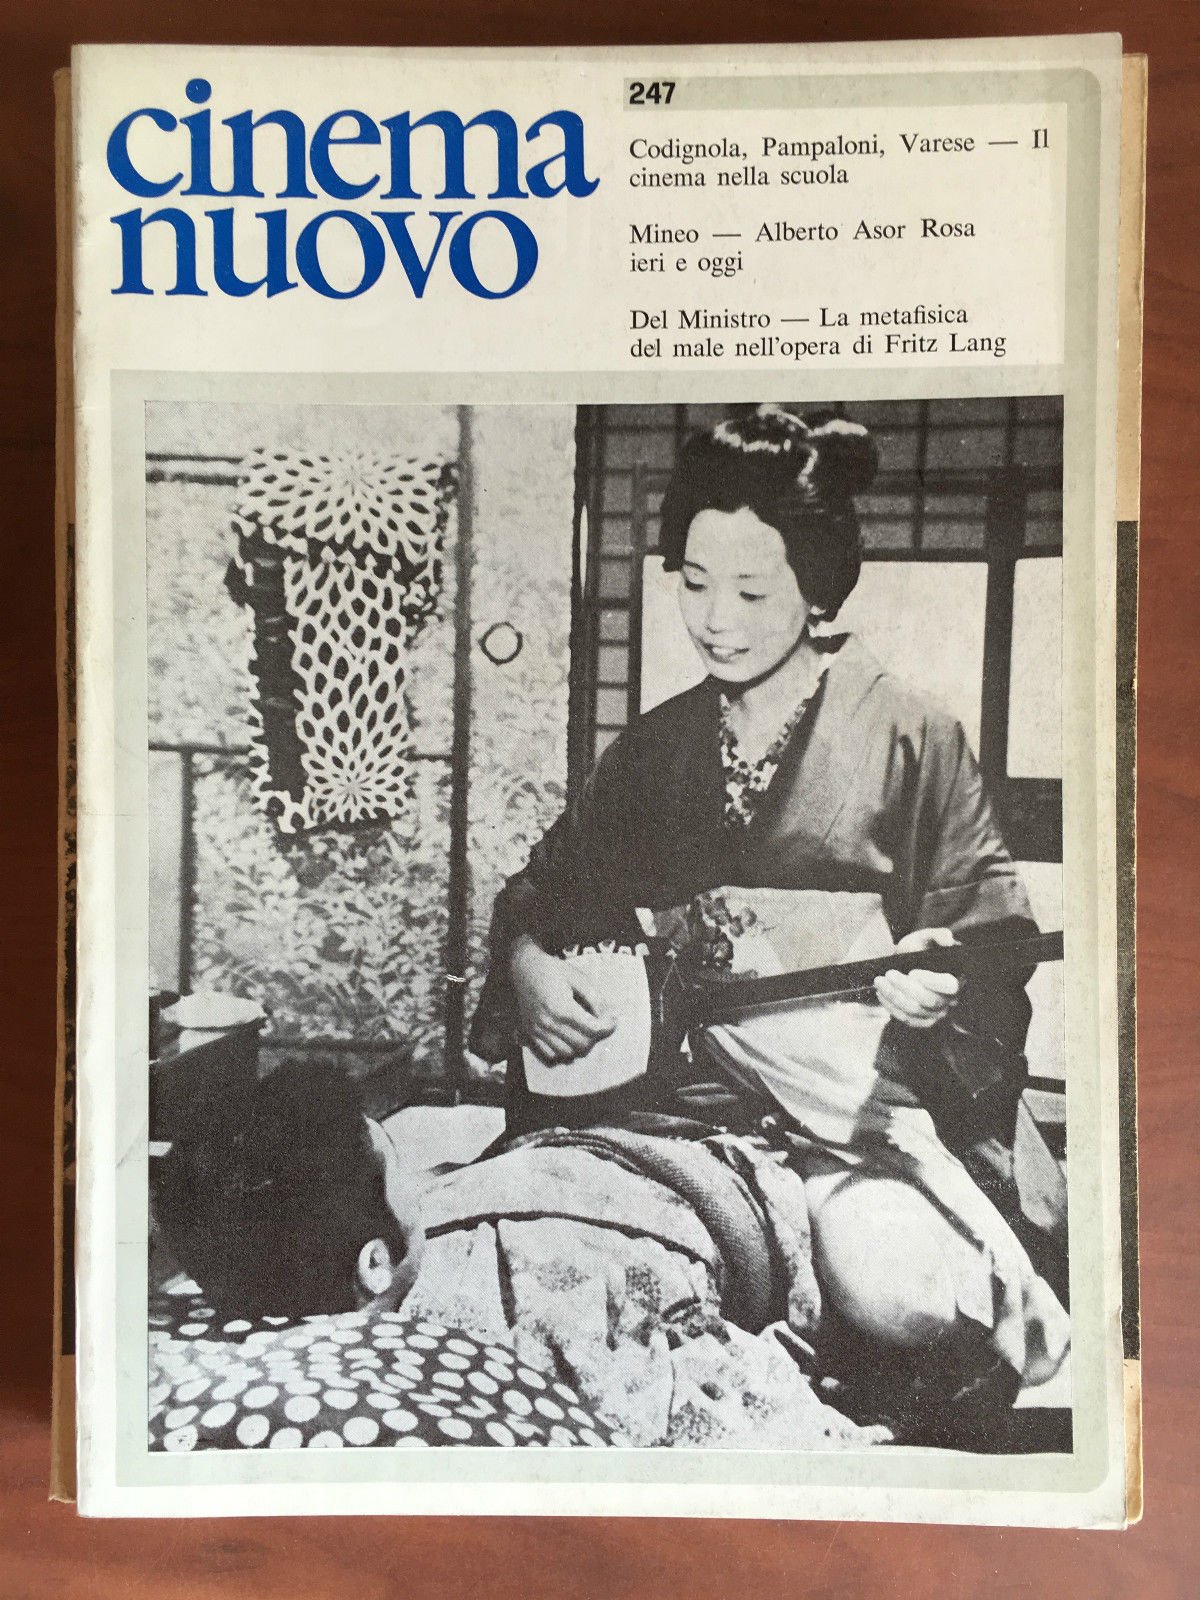 cinema
nuovo
247
Codignola, Pampaloni, Varese — Il
cinema nella scuola
Mineo — Alberto Asor Rosa
ieri e oggi
Del Ministro — La metafisica
del male nell'opera di Fritz Lang